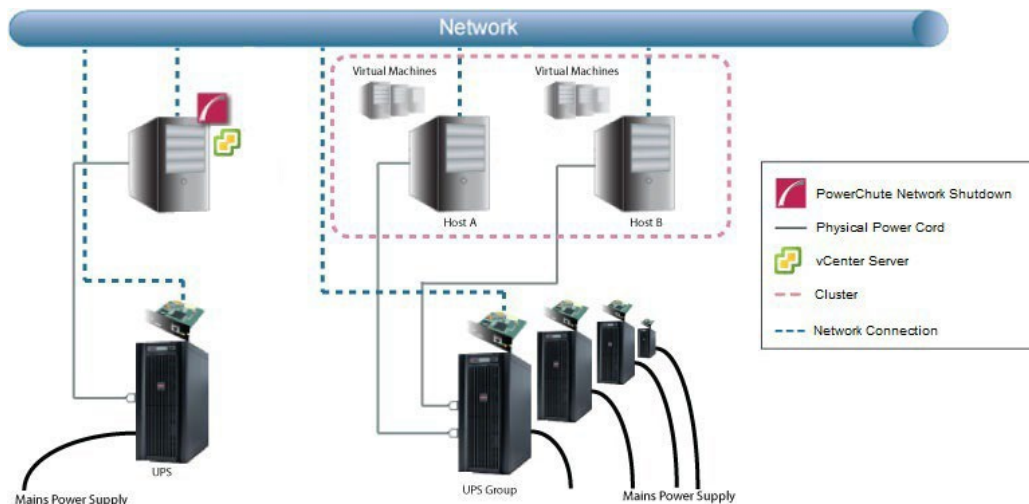 Network
Virtual Machines
Virtual Machines
Host A
Host B
PowerChute Network Shutdown
Physical Power Cord
vCenter Server
Cluster
Network Connection
UPS
UPS Group
Mains Power Supply
Mains Power Supply